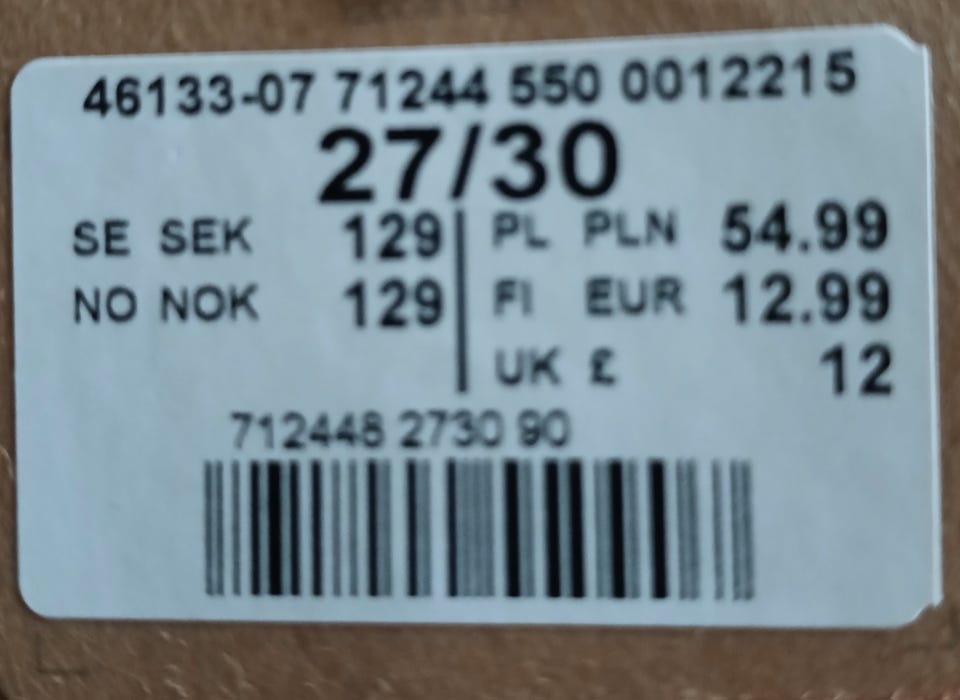 46133-07 71244 550 0012215
27/30
SE SEK 129 PL PLN 54.99
NO NOK 129 FI EUR 12.99
UK £ 12
712448 2730 90